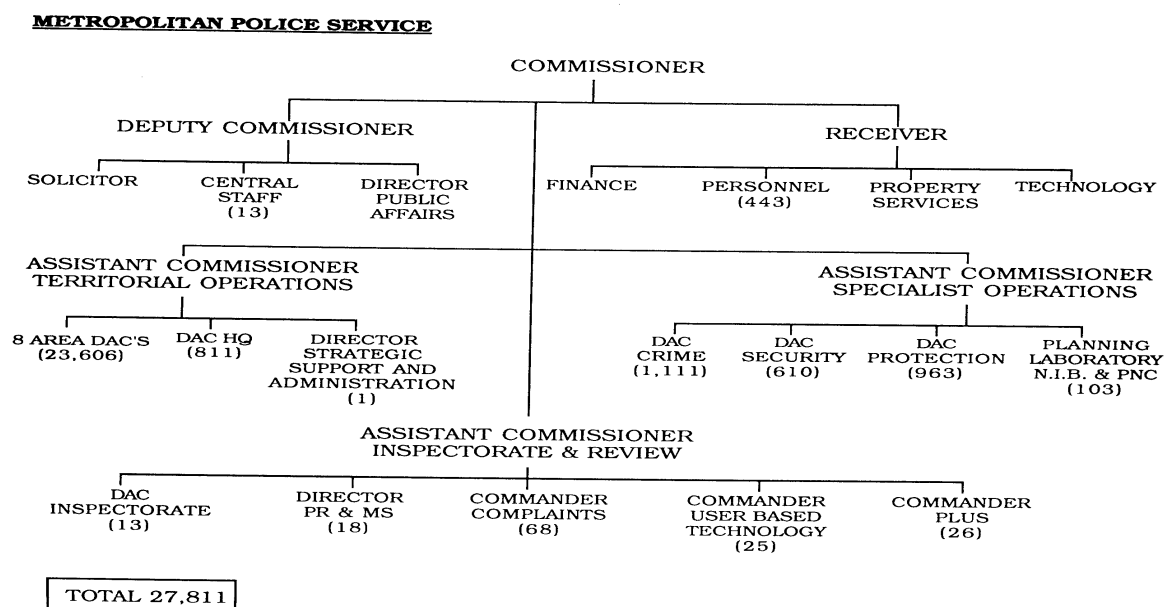 METROPOLITAN POLICE SERVICE
COMMISSIONER
DEPUTY COMMISSIONER
RECEIVER
SOLICITOR
CENTRAL
STAFF
(13)
DIRECTOR
PUBLIC
AFFAIRS
FINANCE
PERSONNEL
(443)
PROPERTY
SERVICES
TECHNOLOGY
ASSISTANT COMMISSIONER
TERRITORIAL OPERATIONS
ASSISTANT COMMISSIONER
SPECIALIST OPERATIONS
8 AREA DAC'S
(23,606)
DAC HQ
(811)
DIRECTOR
STRATEGIC
SUPPORT AND
ADMINISTRATION
(1)
DAC
CRIME
(1,111)
DAC
SECURITY
(610)
DAC
PROTECTION
(963)
PLANNING
LABORATORY
N.I.B. & PNC
(103)
ASSISTANT COMMISSIONER
INSPECTORATE & REVIEW
DAC
INSPECTORATE
(13)
DIRECTOR
PR & MS
(18)
COMMANDER
COMPLAINTS
(68)
COMMANDER
USER BASED
TECHNOLOGY
(25)
COMMANDER
PLUS
(26)
TOTAL 27,811